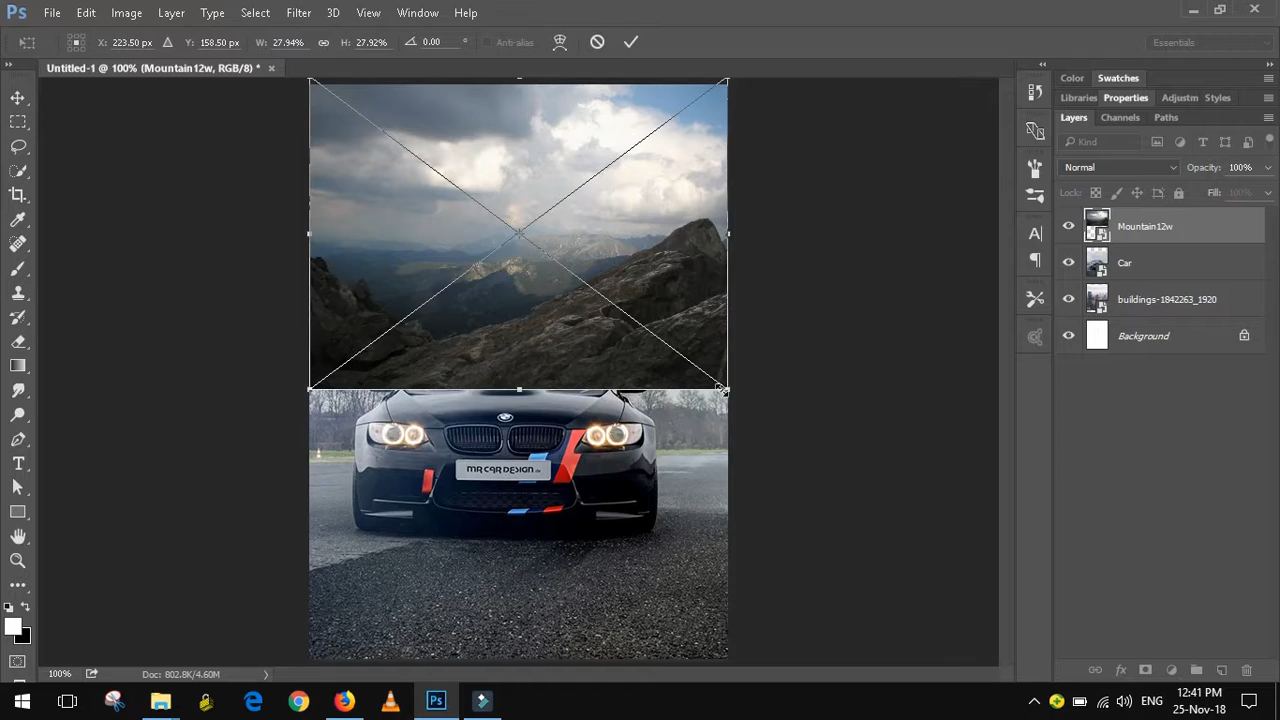 Ps File Edit Image Layer Type Select Filter 3D View Window Help
X: 223.50 px Y: 158.50 px W: 27.94% H: 27.92% 0.00 ° Anti-alias Essentials
Untitled-1 @ 100% (Mountain12w, RGB/8) *
Color Swatches
Libraries Properties Adjustm Styles
Layers Channels Paths
Kind
Normal Opacity: 100%
Lock: Fill: 100%
Mountain12w
Car
buildings-1842263_1920
Background
MR CAR DESIGN
100% Doc: 802.8K/4.60M
Ps ENG 12:41 PM
25-Nov-18